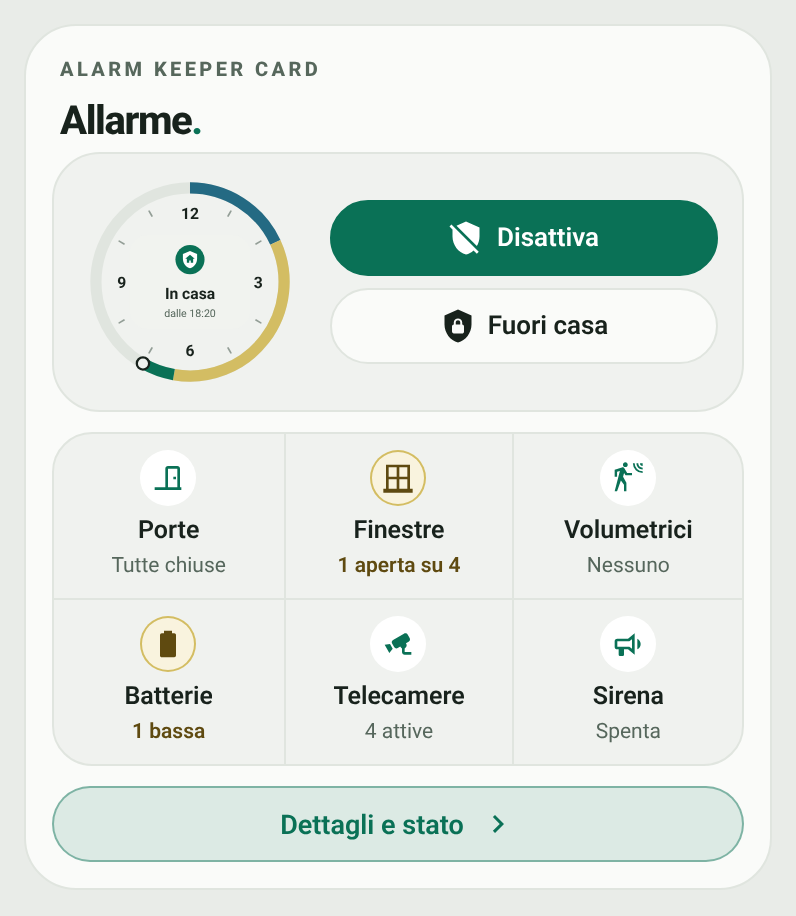 ALARM KEEPER CARD
Allarme.
12
9
3
6
In casa
dalle 18:20
Disattiva
Fuori casa
Porte
Tutte chiuse
Finestre
1 aperta su 4
Volumetrici
Nessuno
Batterie
1 bassa
Telecamere
4 attive
Sirena
Spenta
Dettagli e stato